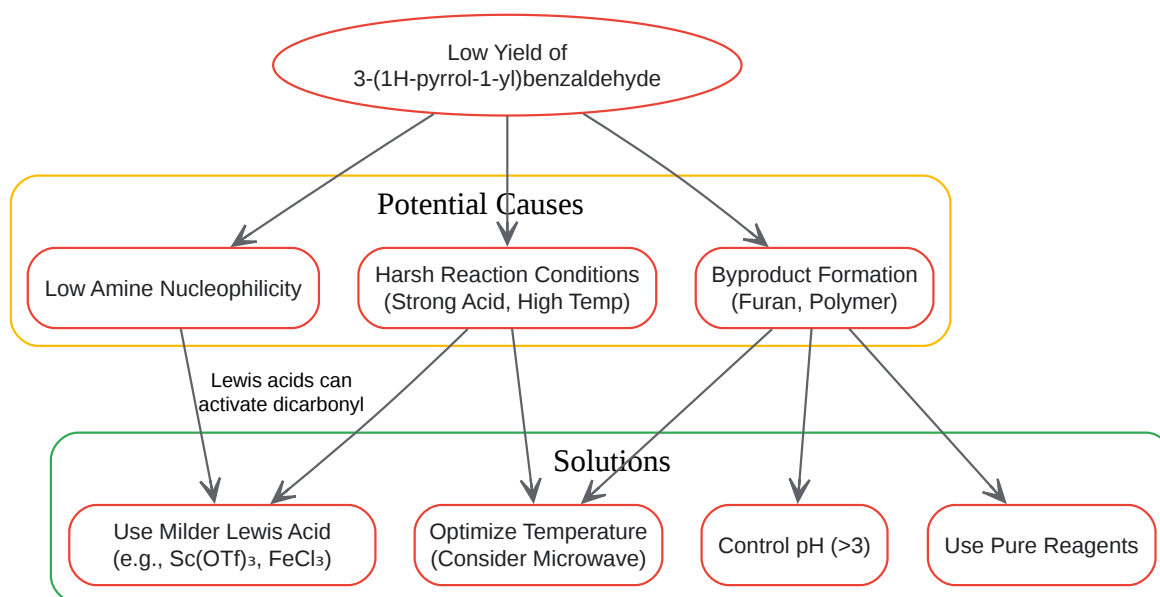 Low Yield of
3-(1H-pyrrol-1-yl)benzaldehyde
Potential Causes
Low Amine Nucleophilicity
Harsh Reaction Conditions
(Strong Acid, High Temp)
Byproduct Formation
(Furan, Polymer)
Lewis acids can
activate dicarbonyl
Solutions
Use Milder Lewis Acid
(e.g., Sc(OTf)₃, FeCl₃)
Optimize Temperature
(Consider Microwave)
Control pH (>3)
Use Pure Reagents